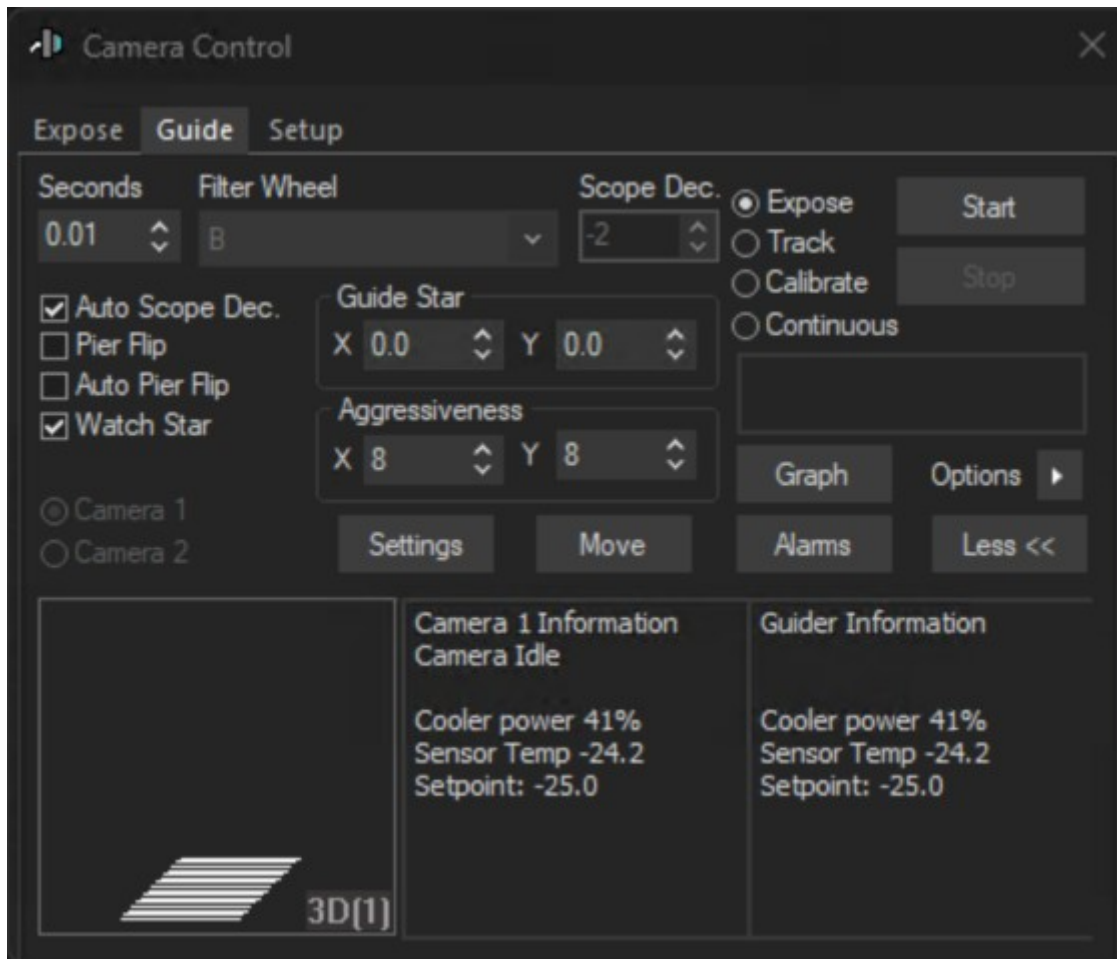 Camera Control
Expose Guide Setup
Seconds Filter Wheel Scope Dec.
0.01 B -2
Expose
Track
Calibrate
Continuous
Start
Stop
Auto Scope Dec.
Pier Flip
Auto Pier Flip
Watch Star
Guide Star
X 0.0 Y 0.0
Aggressiveness
X 8 Y 8
Camera 1
Camera 2
Settings Move
Graph Options
Alarms Less <<
3D(1)
Camera 1 Information
Camera Idle
Cooler power 41%
Sensor Temp -24.2
Setpoint: -25.0
Guider Information
Cooler power 41%
Sensor Temp -24.2
Setpoint: -25.0